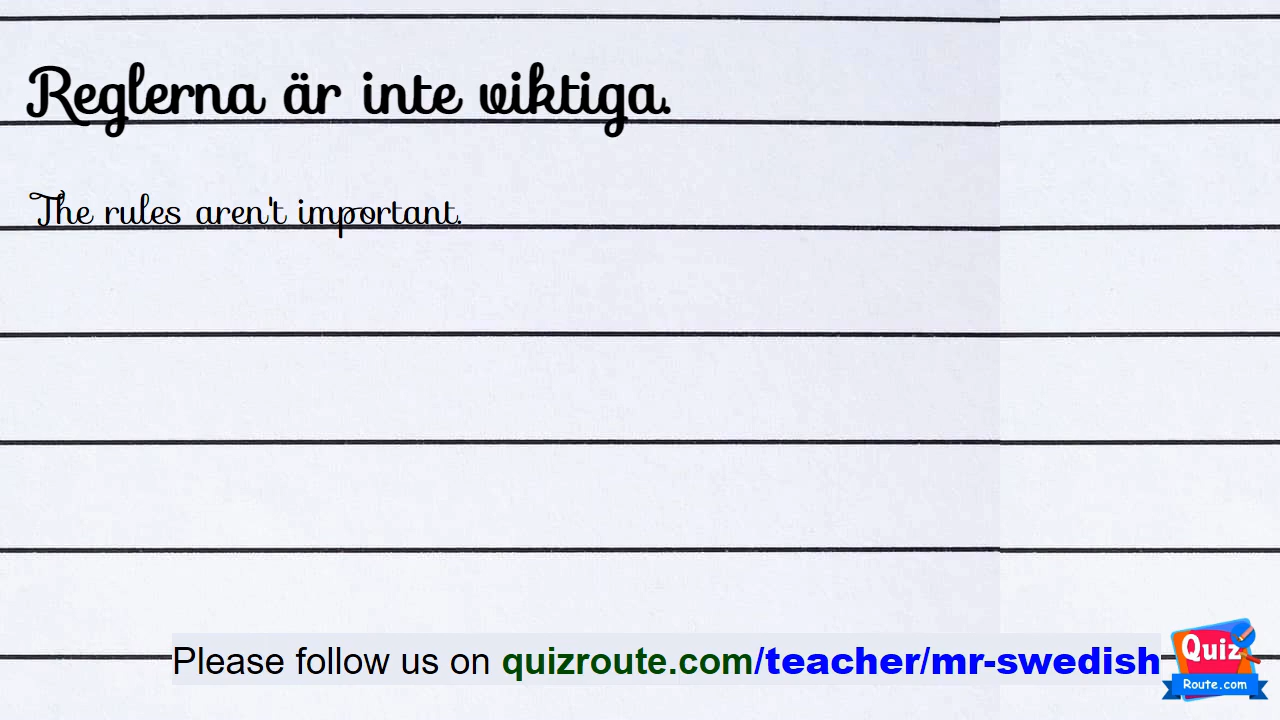 Reglerna är inte viktiga.
The rules aren't important.
Please follow us on quizroute.com/teacher/mr-swedish
Quiz
Route.com